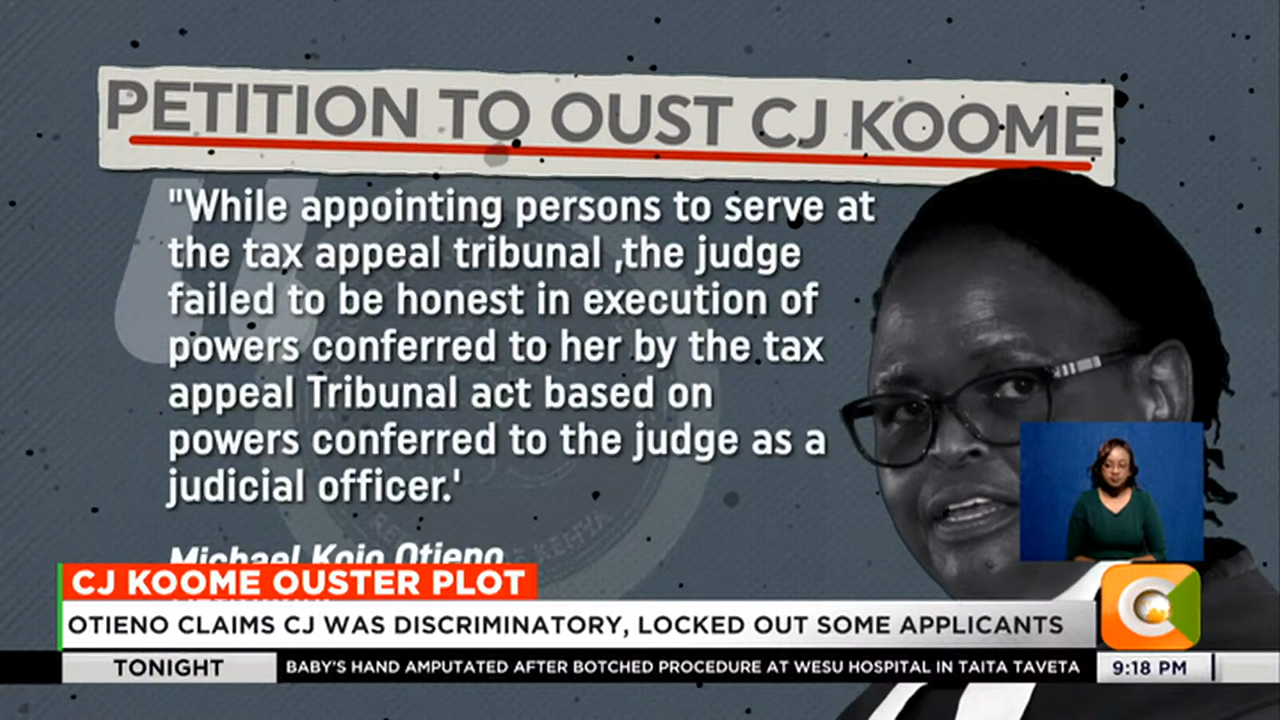 PETITION TO OUST CJ KOOME
"While appointing persons to serve at
the tax appeal tribunal ,the judge
failed to be honest in execution of
powers conferred to her by the tax
appeal Tribunal act based on
powers conferred to the judge as a
judicial officer.'
Michael Kojo Otieno
CJ KOOME OUSTER PLOT
OTIENO CLAIMS CJ WAS DISCRIMINATORY, LOCKED OUT SOME APPLICANTS
TONIGHT
BABY'S HAND AMPUTATED AFTER BOTCHED PROCEDURE AT WESU HOSPITAL IN TAITA TAVETA
9:18 PM